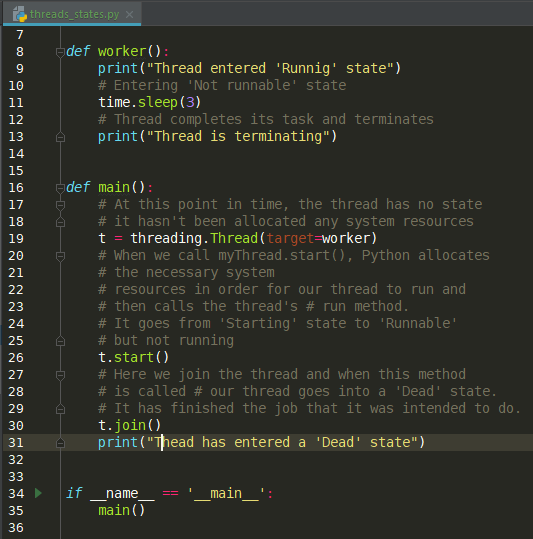 threads_states.py
7
8 def worker():
9     print("Thread entered 'Runnig' state")
10     # Entering 'Not runnable' state
11     time.sleep(3)
12     # Thread completes its task and terminates
13     print("Thread is terminating")
14
15
16 def main():
17     # At this point in time, the thread has no state
18     # it hasn't been allocated any system resources
19     t = threading.Thread(target=worker)
20     # When we call myThread.start(), Python allocates
21     # the necessary system
22     # resources in order for our thread to run and
23     # then calls the thread's # run method.
24     # It goes from 'Starting' state to 'Runnable'
25     # but not running
26     t.start()
27     # Here we join the thread and when this method
28     # is called # our thread goes into a 'Dead' state.
29     # It has finished the job that it was intended to do.
30     t.join()
31     print("Thead has entered a 'Dead' state")
32
33
34 if __name__ == '__main__':
35     main()
36